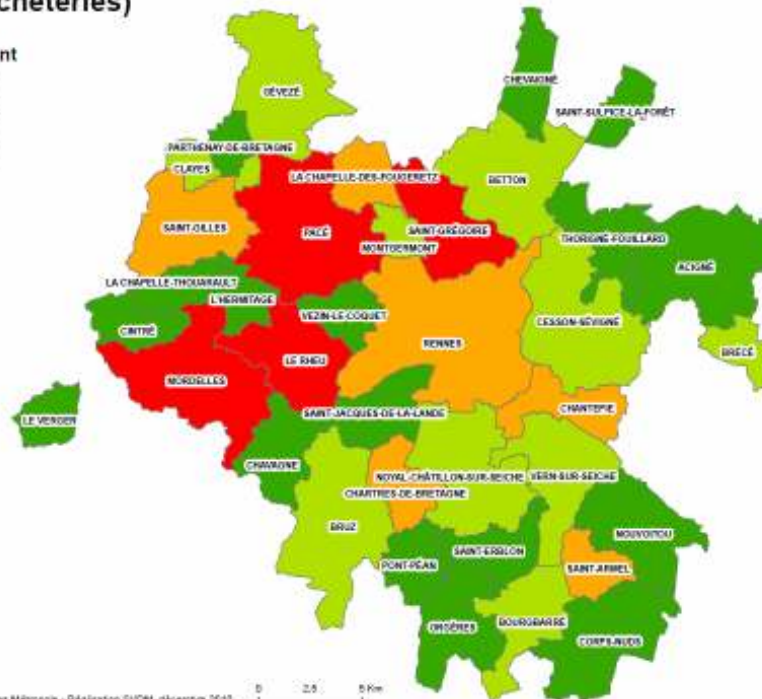 chèteries)
nt
GÉVEZÉ
CHEVAIGNÉ
SAINT-SULPICE-LA-FORÊT
PARTHENAY-DE-BRETAGNE
CLAYES
LA CHAPELLE-DES-FOUGERETZ
BETTON
SAINT-GILLES
PACÉ
SAINT-GRÉGOIRE
MONTGERMONT
THORIGNÉ-FOUILLARD
ACIGNÉ
LA CHAPELLE-THOUARAULT
L'HERMITAGE
CINTRÉ
VEZIN-LE-COQUET
CESSON-SÉVIGNÉ
RENNES
BRÉCÉ
LE RHEU
MORDELLES
LE VERGER
SAINT-JACQUES-DE-LA-LANDE
CHANTEPIE
CHAVAGNE
NOYAL-CHÂTILLON-SUR-SEICHE
VERN-SUR-SEICHE
CHARTRES-DE-BRETAGNE
BRUZ
NOUVOITOU
SAINT-ERBLON
PONT-PÉAN
SAINT-ARMEL
BOURGBARRÉ
ORGÈRES
CORPS-NUDS
0 2,5 5 Km